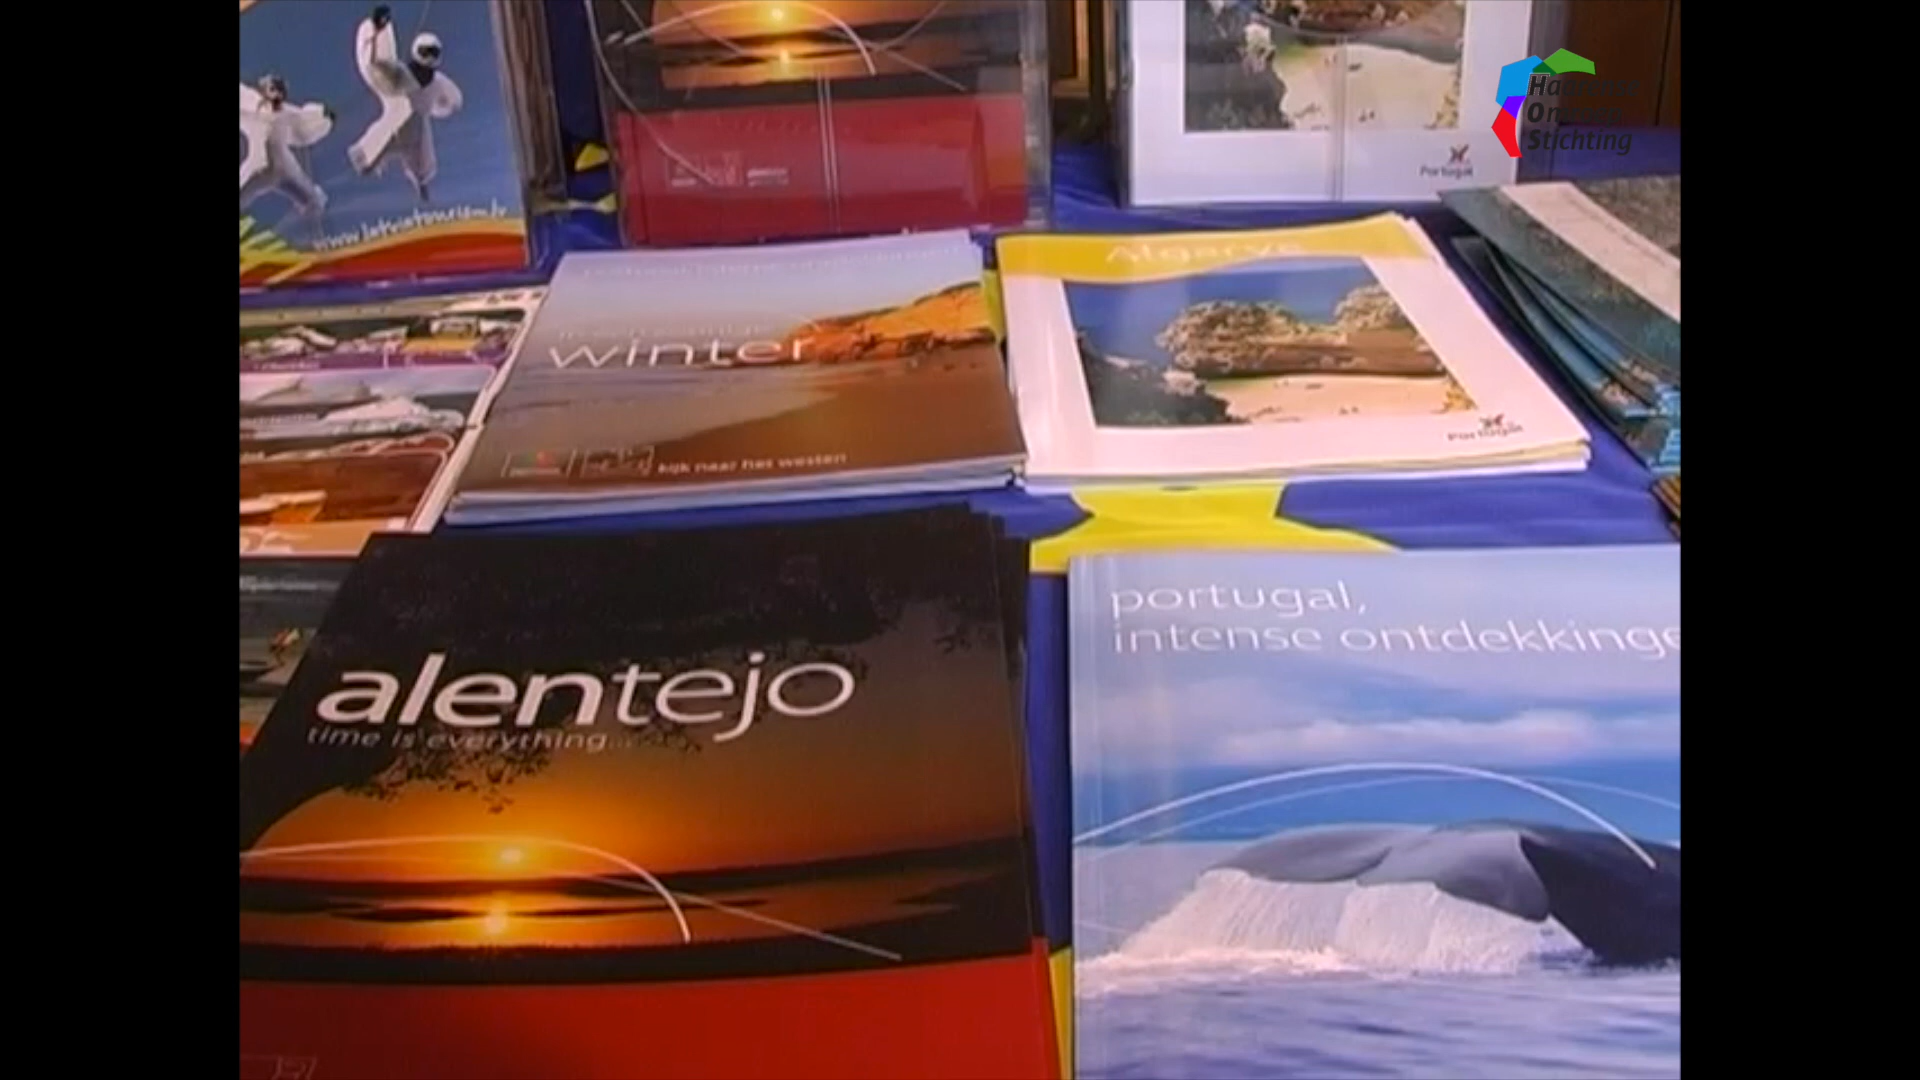 Haarense
Omroep
Stichting
Portugal
www.latviatourism.lv
Algarve
winter
Portugal
kijk naar het westen
alentejo
time is everything...
portugal,
intense ontdekkinge